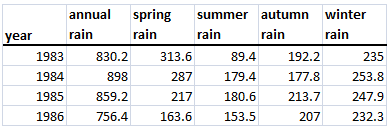 annual spring summer autumn winter
year rain rain rain rain rain
1983 830.2 313.6 89.4 192.2 235
1984 898 287 179.4 177.8 253.8
1985 859.2 217 180.6 213.7 247.9
1986 756.4 163.6 153.5 207 232.3